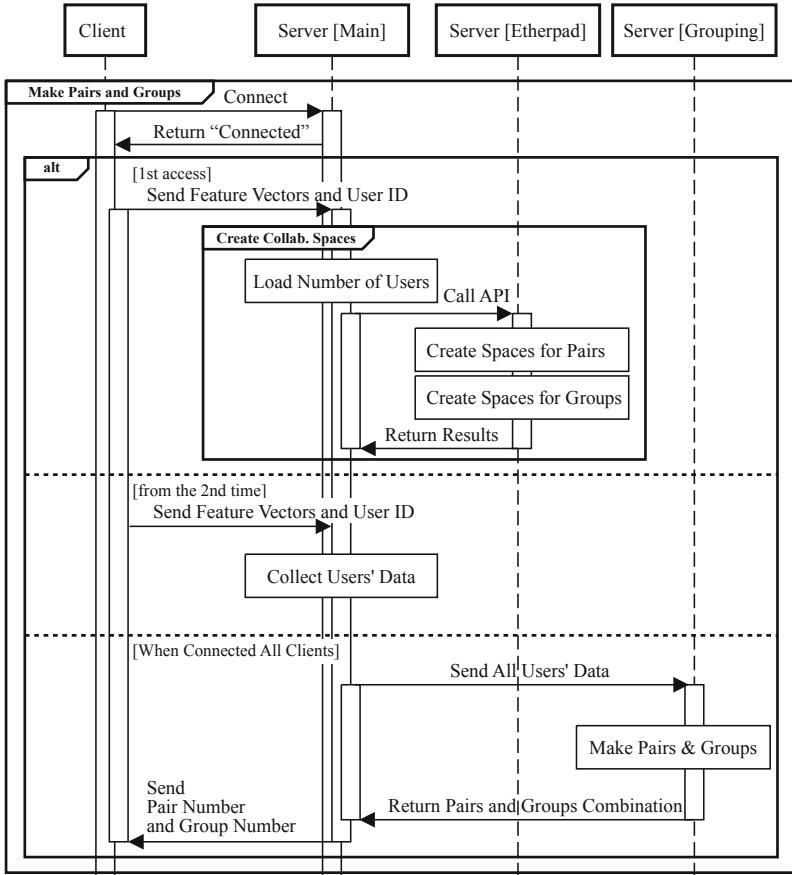 Client
Server [Main]
Server [Etherpad]
Server [Grouping]
Make Pairs and Groups
Connect
Return “Connected”
alt
[1st access]
Send Feature Vectors and User ID
Create Collab. Spaces
Load Number of Users
Call API
Create Spaces for Pairs
Create Spaces for Groups
Return Results
[from the 2nd time]
Send Feature Vectors and User ID
Collect Users' Data
[When Connected All Clients]
Send All Users' Data
Make Pairs & Groups
Return Pairs and Groups Combination
Send
Pair Number
and Group Number